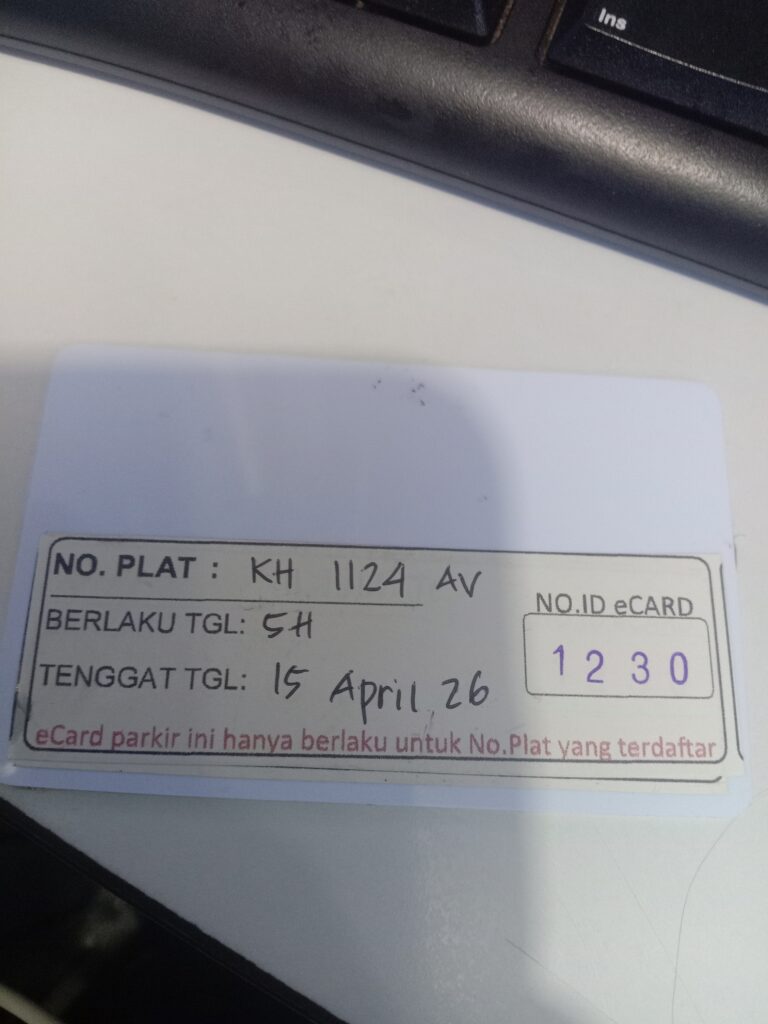 Ins
NO. PLAT : KH 1124 AV
BERLAKU TGL: 5H
TENGGAT TGL: 15 April 26
NO.ID eCARD
1230
eCard parkir ini hanya berlaku untuk No.Plat yang terdaftar